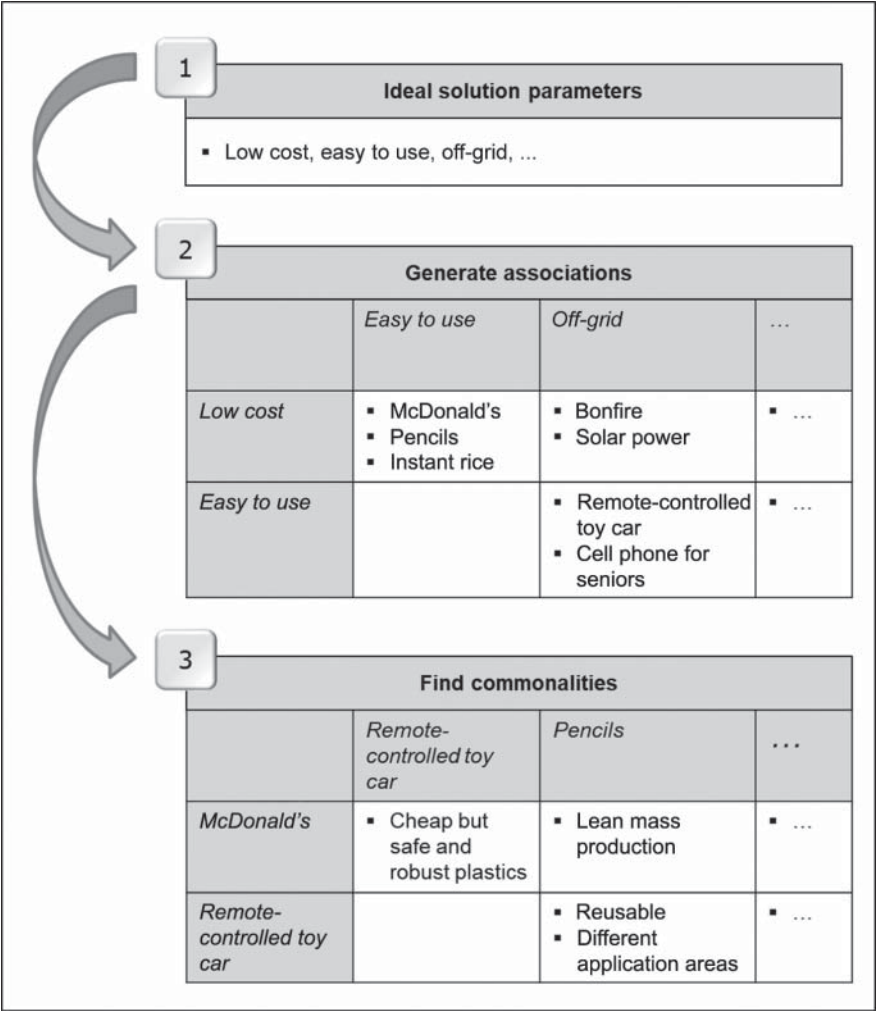 1
Ideal solution parameters
▪ Low cost, easy to use, off-grid, ...
2
Generate associations
Easy to use
Off-grid
...
Low cost
▪ McDonald's
▪ Pencils
▪ Instant rice
▪ Bonfire
▪ Solar power
▪ ...
Easy to use
▪ Remote-controlled
toy car
▪ Cell phone for
seniors
▪ ...
3
Find commonalities
Remote-
controlled toy
car
Pencils
...
McDonald's
▪ Cheap but
safe and
robust plastics
▪ Lean mass
production
▪ ...
Remote-
controlled toy
car
▪ Reusable
▪ Different
application areas
▪ ...